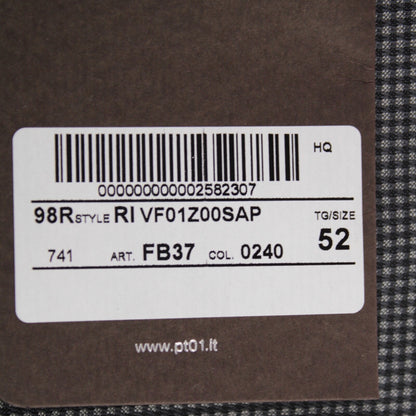 HQ
000000000002582307
98R STYLE RI VF01Z00SAP TG/SIZE
741 ART. FB37 COL. 0240 52
www.pt01.it